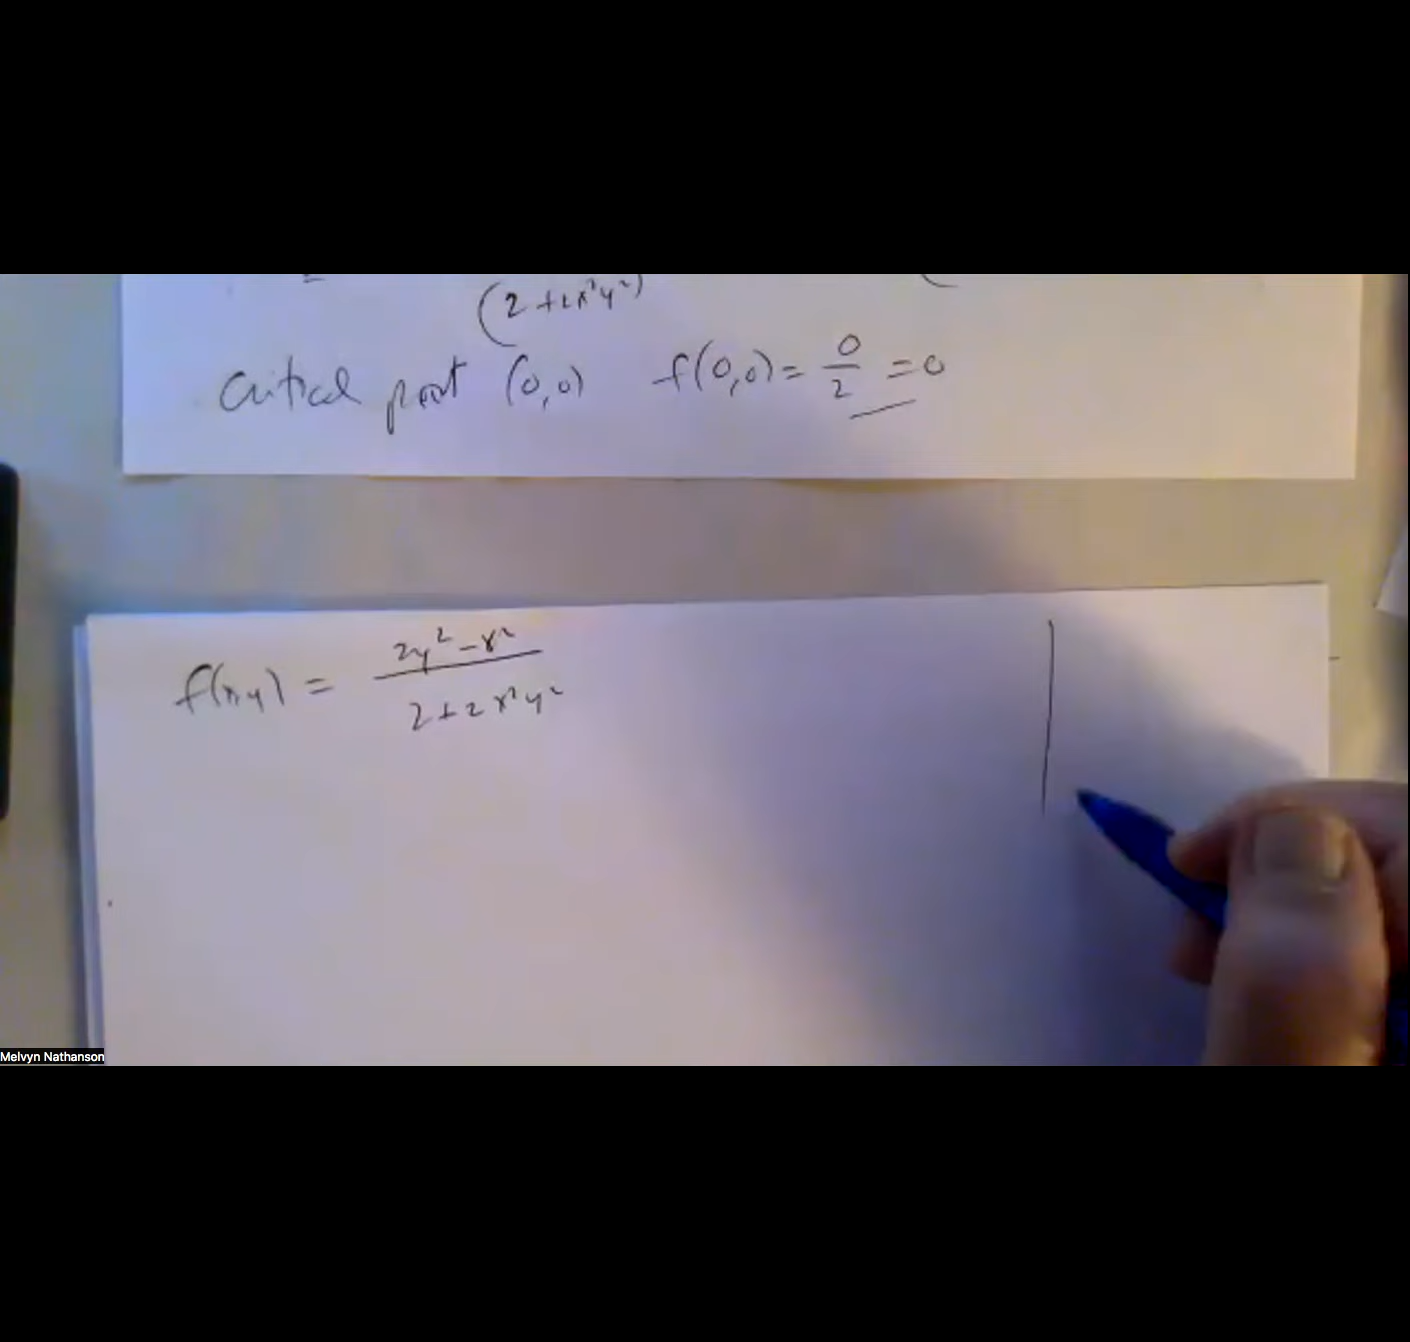 (2+2x²y²)
Critical point (0,0) f(0,0) = 0/2 = 0
f(x,y) = 2y² - x² / 2+2x²y²
Melvyn Nathanson